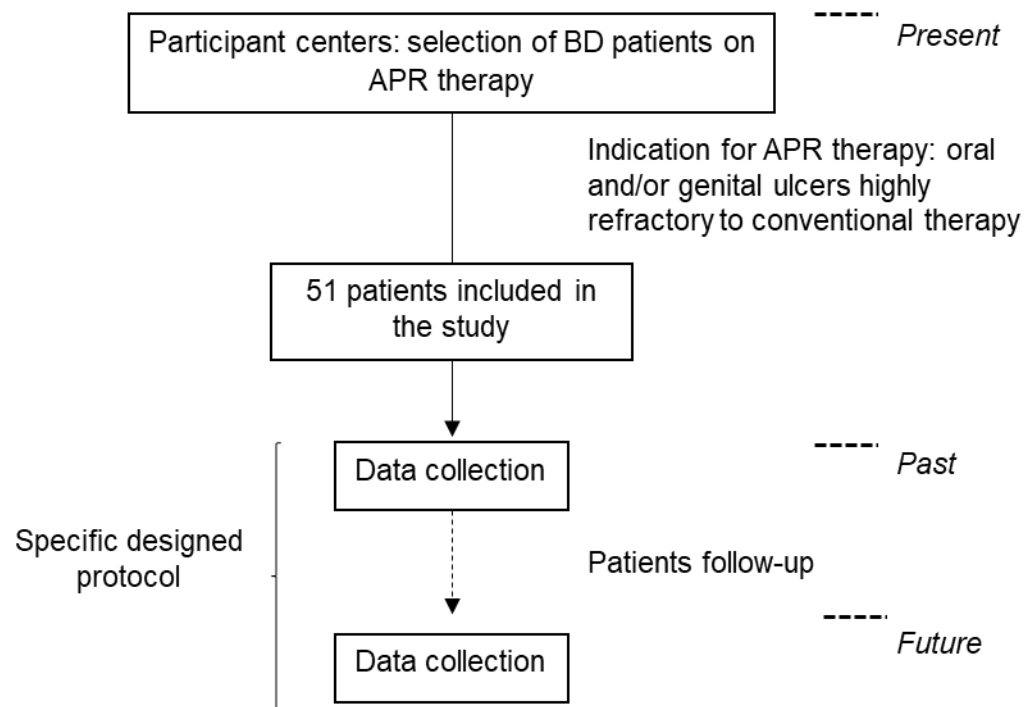 Participant centers: selection of BD patients on
APR therapy
Present
Indication for APR therapy: oral
and/or genital ulcers highly
refractory to conventional therapy
51 patients included in
the study
Data collection
Past
Specific designed
protocol
Patients follow-up
Data collection
Future